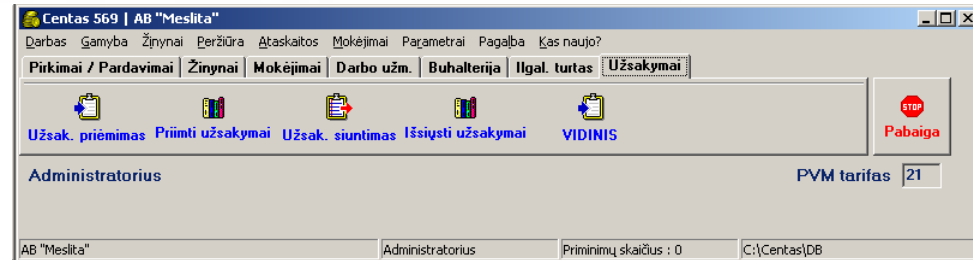 Centas 569 | AB "Meslita"
Darbas Gamyba Žinynai Peržiūra Ataskaitos Mokėjimai Parametrai Pagalba Kas naujo?
Pirkimai / Pardavimai Žinynai Mokėjimai Darbo užm. Buhalterija Ilgal. turtas Užsakymai
STOP
Užsak. priėmimas Priimti užsakymai Užsak. siuntimas Išsiųsti užsakymai VIDINIS Pabaiga
Administratorius PVM tarifas 21
AB "Meslita" Administratorius Priminimų skaičius : 0 C:\Centas\DB